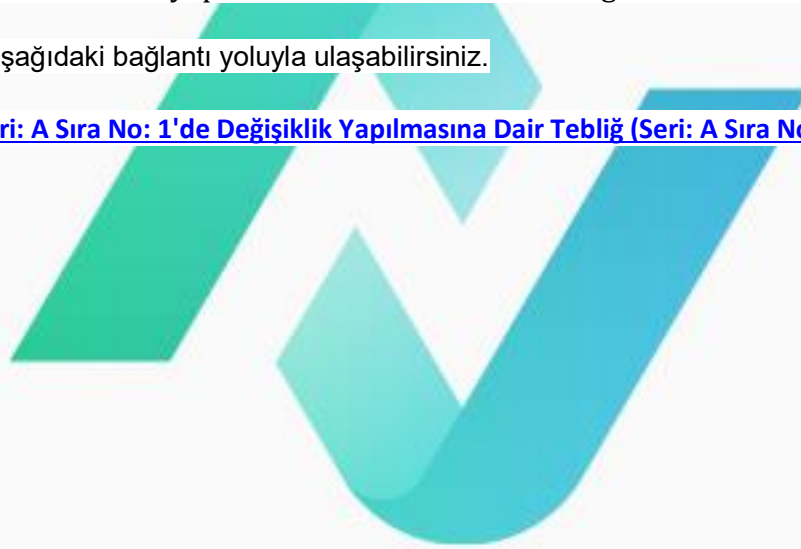 şağıdaki bağlantı yoluyla ulaşabilirsiniz.
ri: A Sıra No: 1'de Değişiklik Yapılmasına Dair Tebliğ (Seri: A Sıra No